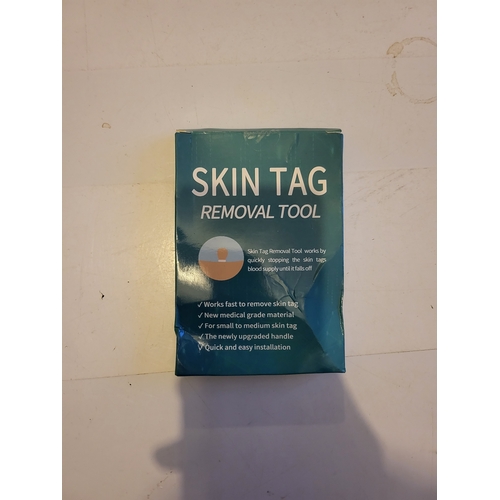 SKIN TAG
REMOVAL TOOL
Skin Tag Removal Tool works by
quickly stopping the skin tags
blood supply until it falls off
✓ Works fast to remove skin tag
✓ New medical grade material
✓ For small to medium skin tag
✓ The newly upgraded handle
✓ Quick and easy installation